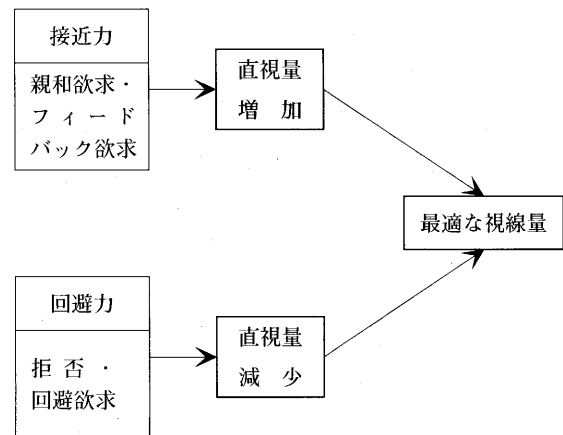 接近力
親和欲求・
フィード
バック欲求
直視量
増加
最適な視線量
回避力
拒否・
回避欲求
直視量
減少